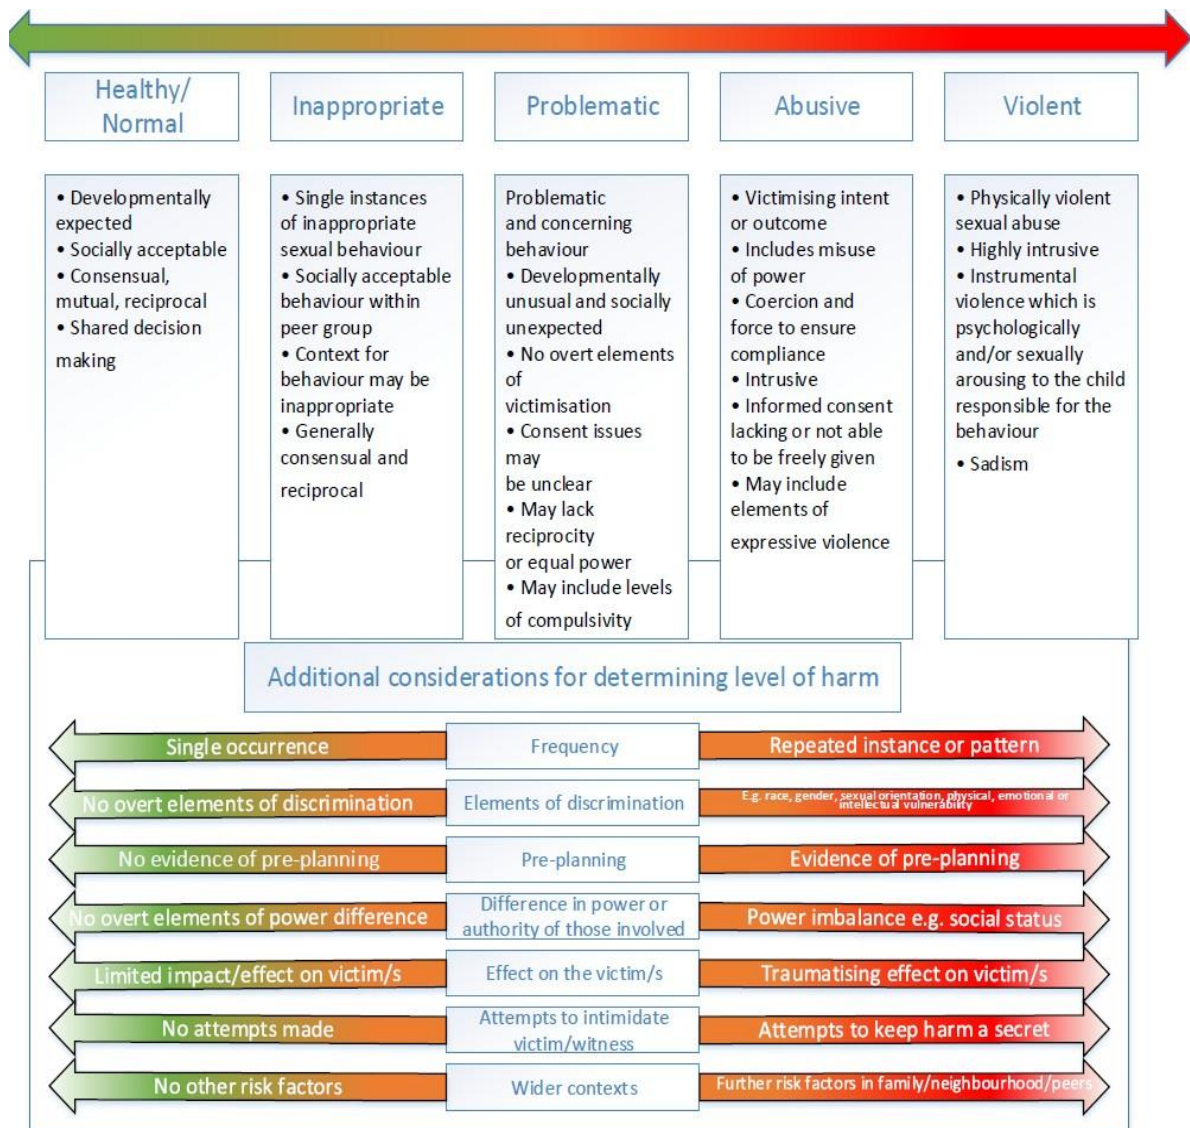 Healthy/
Normal
Inappropriate
Problematic
Abusive
Violent
• Developmentally
expected
• Socially acceptable
• Consensual,
mutual, reciprocal
• Shared decision
making
• Single instances
of inappropriate
sexual behaviour
• Socially acceptable
behaviour within
peer group
• Context for
behaviour may be
inappropriate
• Generally
consensual and
reciprocal
Problematic
and concerning
behaviour
• Developmentally
unusual and socially
unexpected
• No overt elements
of
victimisation
• Consent issues
may
be unclear
• May lack
reciprocity
or equal power
• May include levels
of compulsivity
• Victimising intent
or outcome
• Includes misuse
of power
• Coercion and
force to ensure
compliance
• Intrusive
• Informed consent
lacking or not able
to be freely given
• May include
elements of
expressive violence
• Physically violent
sexual abuse
• Highly intrusive
• Instrumental
violence which is
psychologically
and/or sexually
arousing to the child
responsible for the
behaviour
• Sadism
Additional considerations for determining level of harm
Single occurrence
Frequency
Repeated instance or pattern
No overt elements of discrimination
Elements of discrimination
E.g. race, gender, sexual orientation, physical, emotional or
intellectual vulnerability
No evidence of pre-planning
Pre-planning
Evidence of pre-planning
No overt elements of power difference
Difference in power or
authority of those involved
Power imbalance e.g. social status
Limited impact/effect on victim/s
Effect on the victim/s
Traumatising effect on victim/s
No attempts made
Attempts to intimidate
victim/witness
Attempts to keep harm a secret
No other risk factors
Wider contexts
Further risk factors in family/neighbourhood/peers